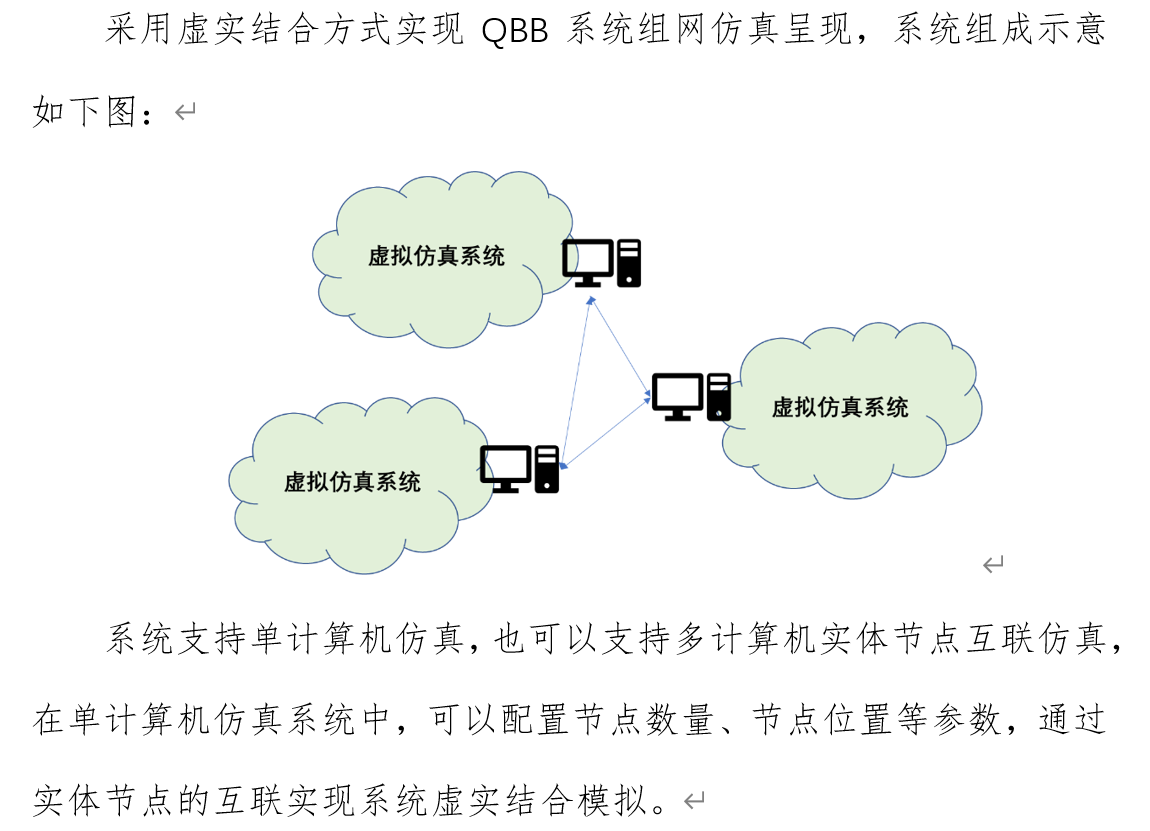 采用虚实结合方式实现 QBB 系统组网仿真呈现，系统组成示意
如下图：
虚拟仿真系统
虚拟仿真系统
虚拟仿真系统
系统支持单计算机仿真，也可以支持多计算机实体节点互联仿真，
在单计算机仿真系统中，可以配置节点数量、节点位置等参数，通过
实体节点的互联实现系统虚实结合模拟。